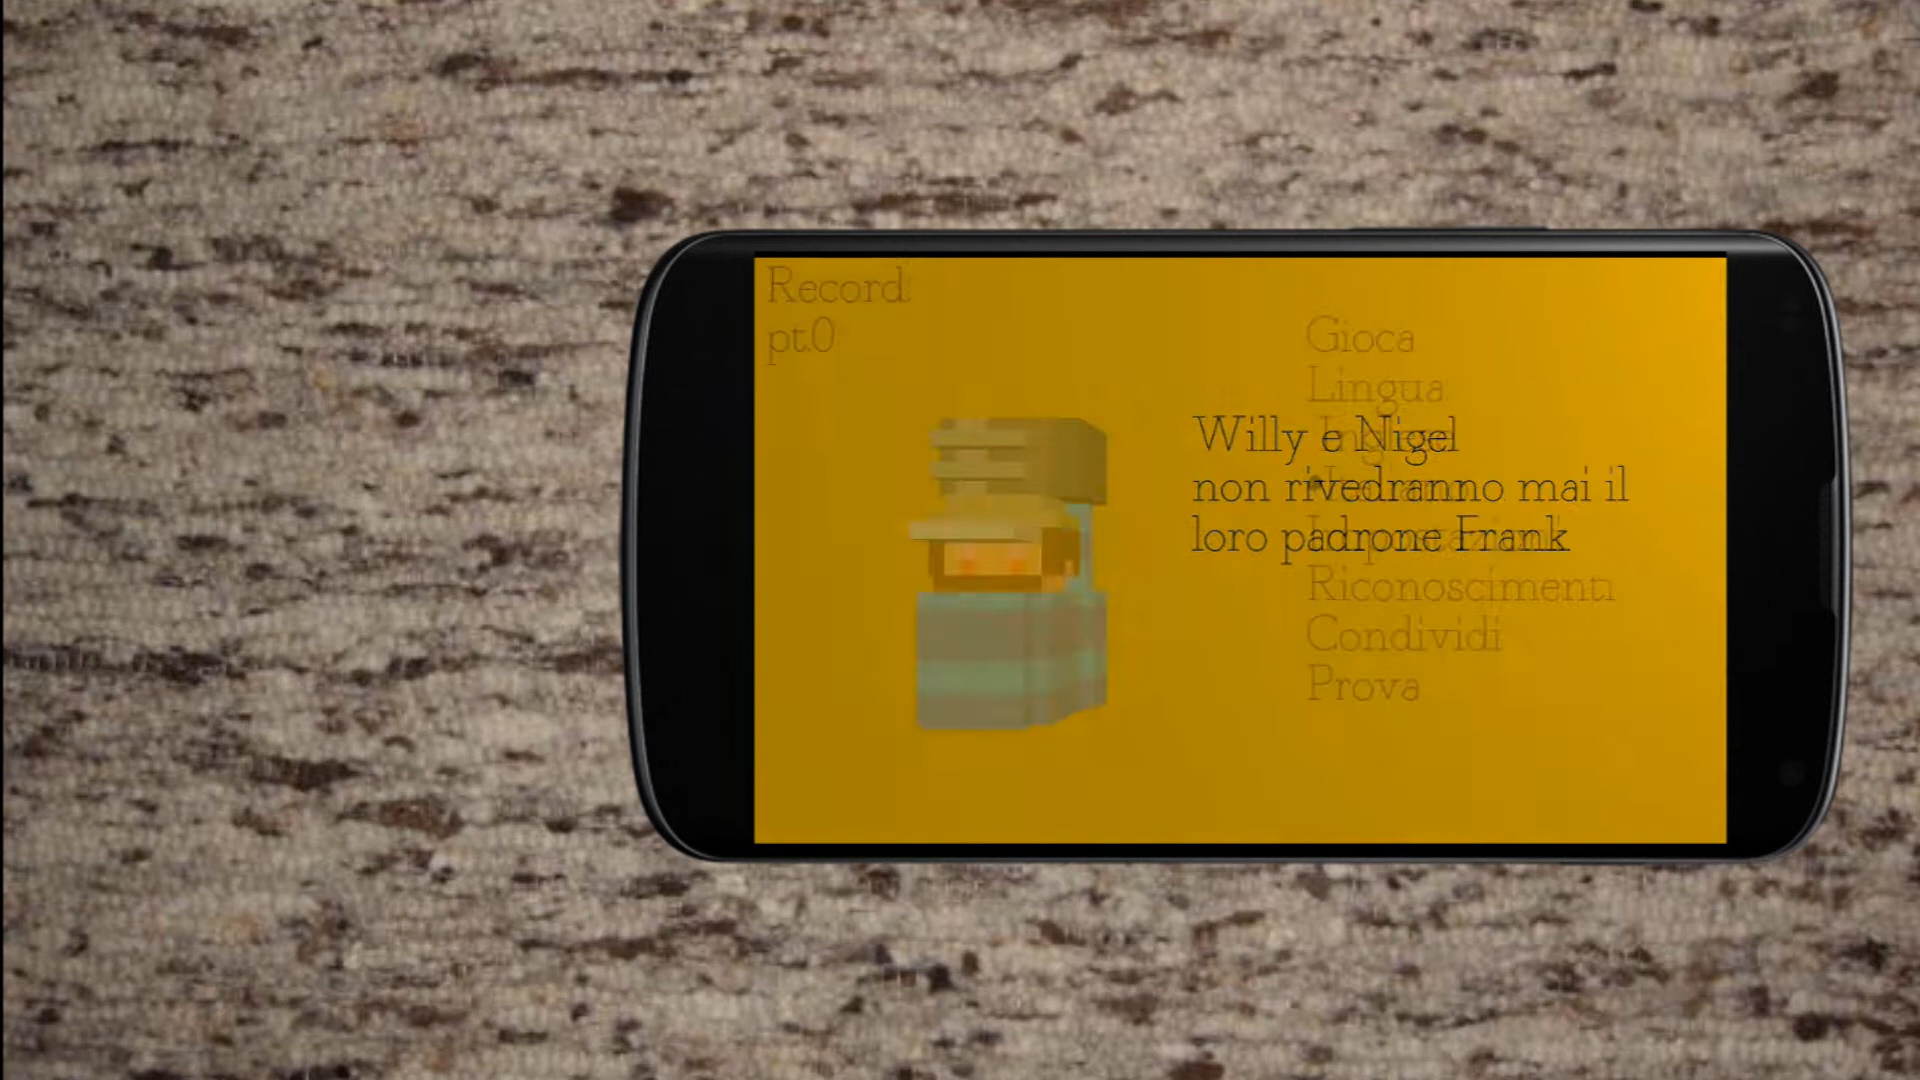 Record
pt.0
Gioca
Lingua
Willy e Nigel
non rivedranno mai il
loro padrone Frank
Riconoscimenti
Condividi
Prova